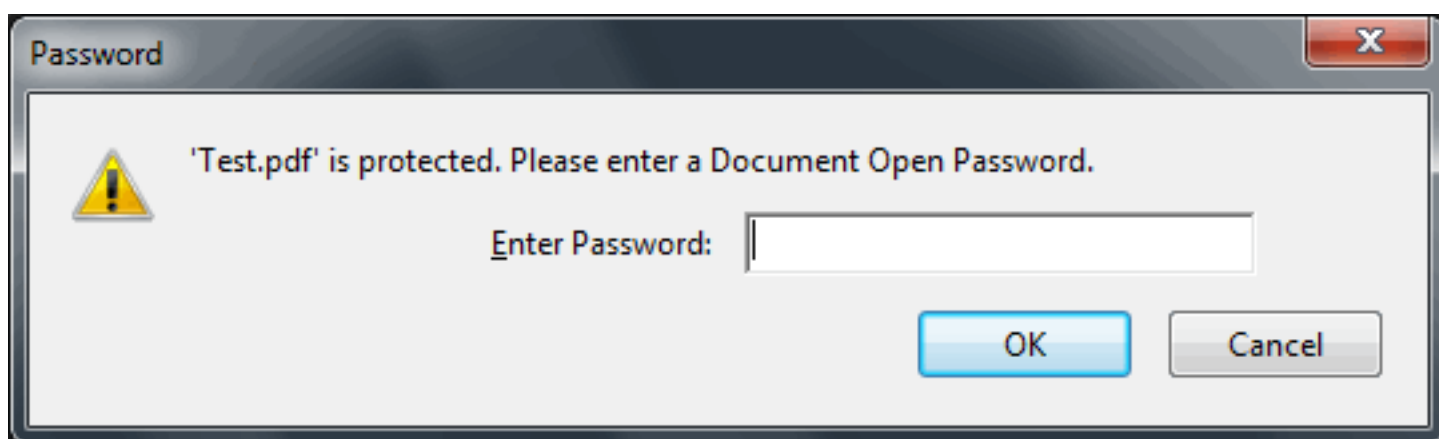 Password
'Test.pdf' is protected. Please enter a Document Open Password.
Enter Password:
OK
Cancel